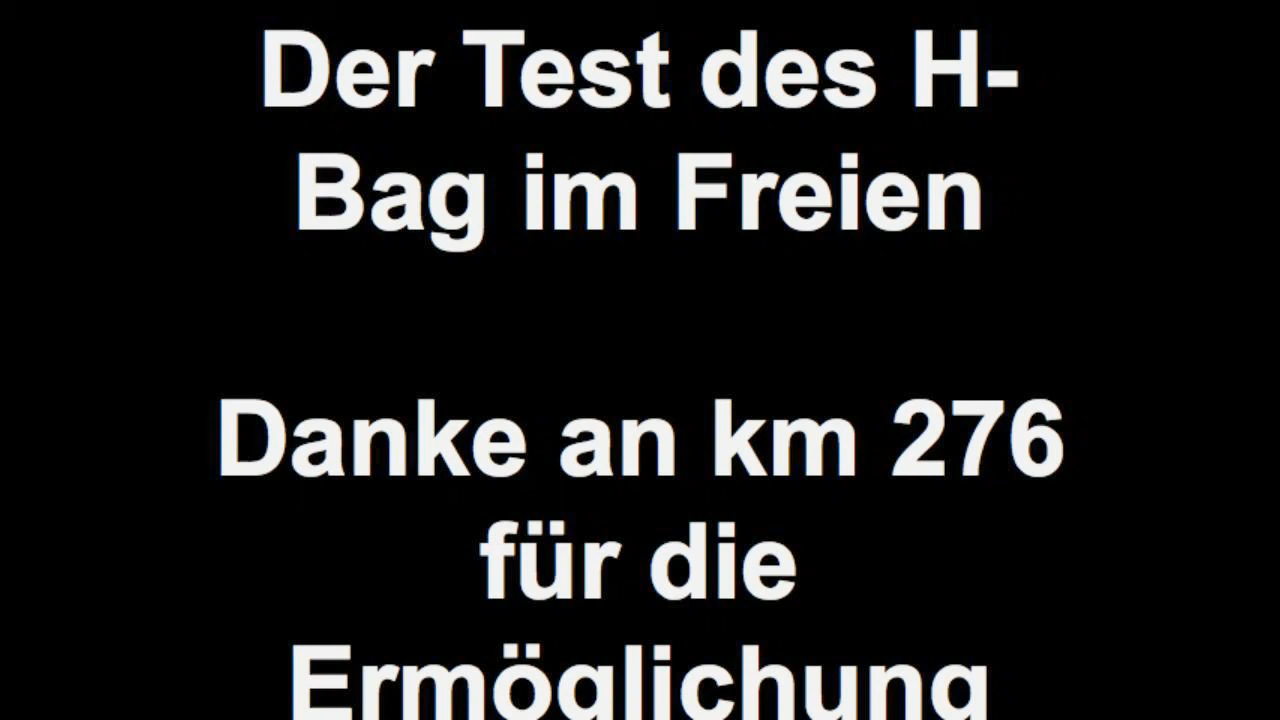 Der Test des H-
Bag im Freien
Danke an km 276
für die
Ermöglichung